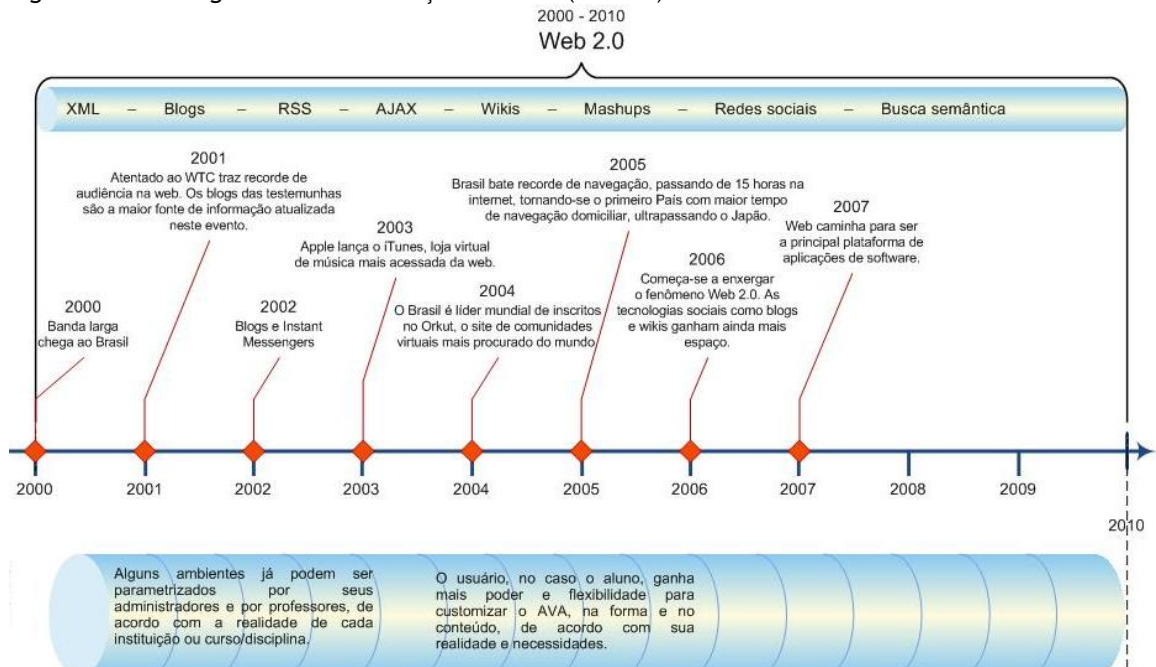 2000 - 2010
Web 2.0
XML – Blogs – RSS – AJAX – Wikis – Mashups – Redes sociais – Busca semântica
2001
Atentado ao WTC traz recorde de
audiência na web. Os blogs das testemunhas
são a maior fonte de informação atualizada
neste evento.
2005
Brasil bate recorde de navegação, passando de 15 horas na
internet, tornando-se o primeiro País com maior tempo
de navegação domiciliar, ultrapassando o Japão.
2007
Web caminha para ser
a principal plataforma de
aplicações de software.
2003
Apple lança o iTunes, loja virtual
de música mais acessada da web.
2006
Começa-se a enxergar
o fenômeno Web 2.0. As
tecnologias sociais como blogs
e wikis ganham ainda mais
espaço.
2004
O Brasil é líder mundial de inscritos
no Orkut, o site de comunidades
virtuais mais procurado do mundo
2000
Banda larga
chega ao Brasil
2002
Blogs e Instant
Messengers
2000 2001 2002 2003 2004 2005 2006 2007 2008 2009
2010
Alguns ambientes já podem ser
parametrizados por seus
administradores e por professores, de
acordo com a realidade de cada
instituição ou curso/disciplina.
O usuário, no caso o aluno, ganha
mais poder e flexibilidade para
customizar o AVA, na forma e no
conteúdo, de acordo com sua
realidade e necessidades.